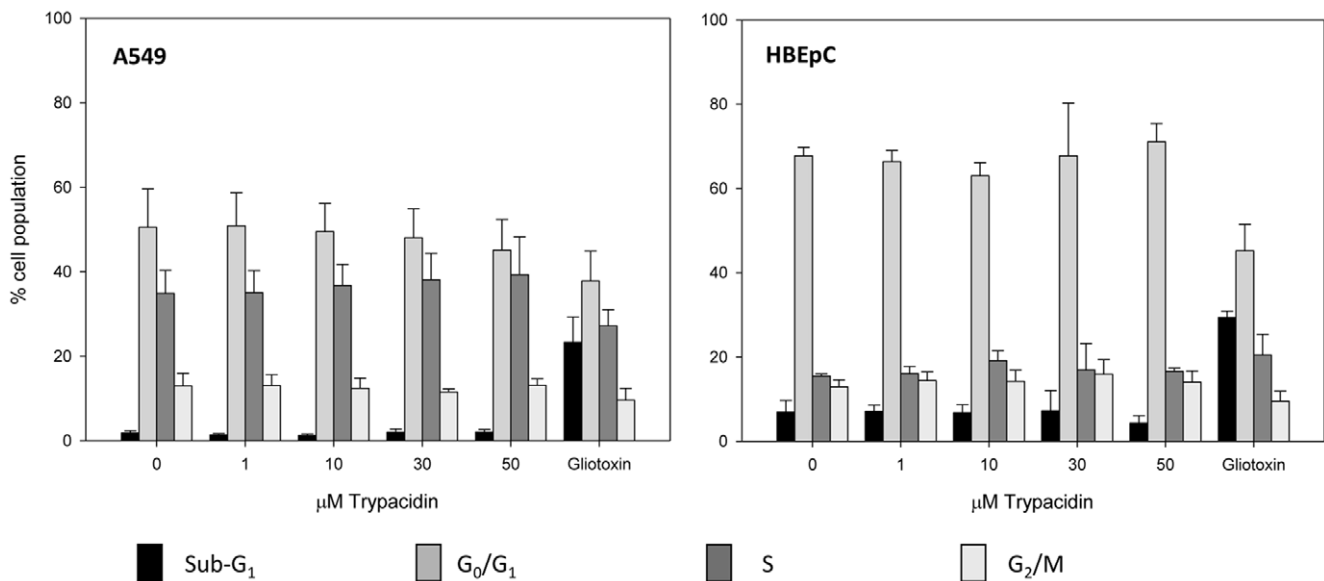 A549
% cell population
100
80
60
40
20
0
0 1 10 30 50 Gliotoxin
μM Trypacidin
HBEpC
100
80
60
40
20
0
0 1 10 30 50 Gliotoxin
μM Trypacidin
Sub-G₁ G₀/G₁ S G₂/M